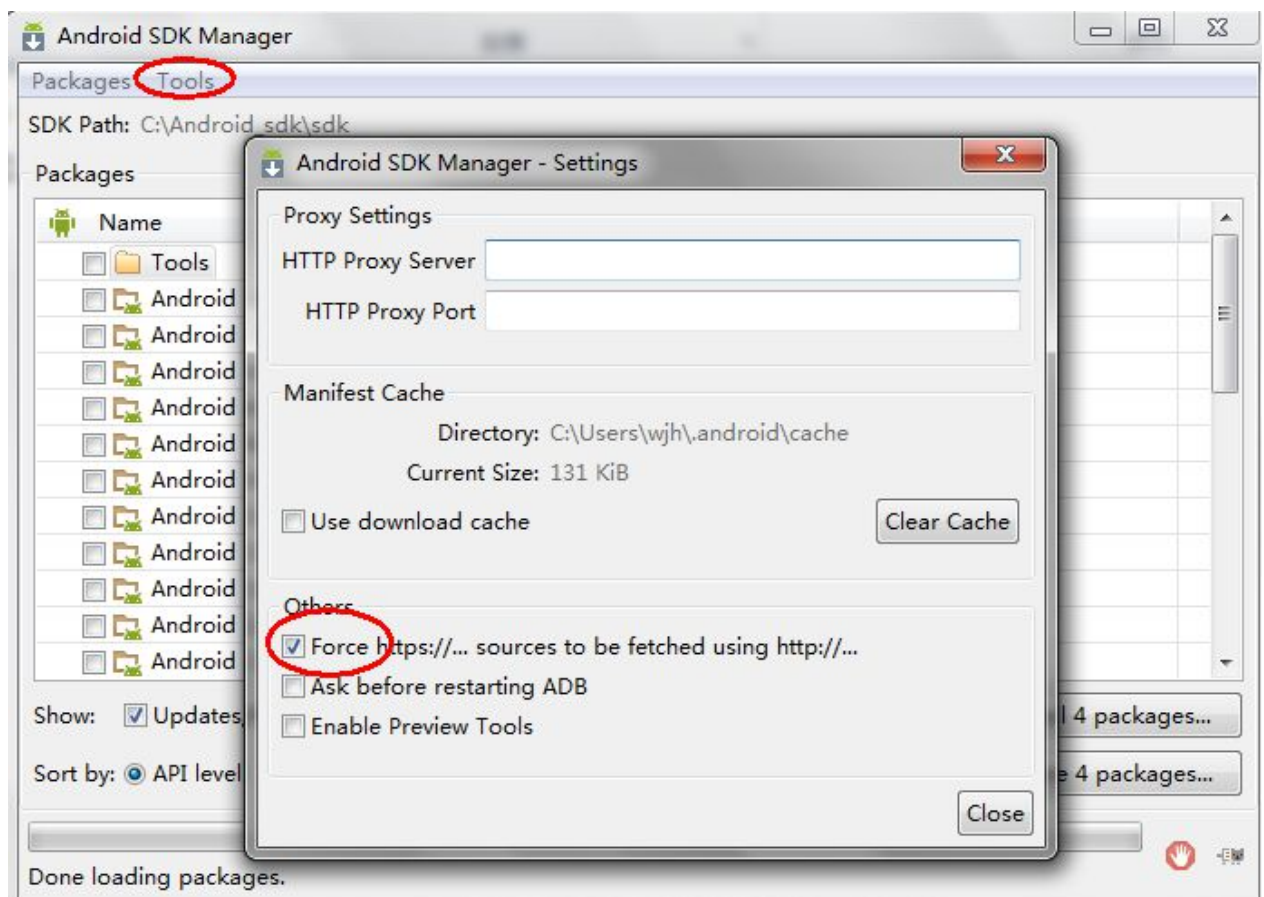 Android SDK Manager
Packages Tools
SDK Path: C:\Android_sdk\sdk
Packages
Name
Tools
Android
Android
Android
Android
Android
Android
Android
Android
Android
Android
Android
Show: Updates
Sort by: API level
4 packages...
4 packages...
Done loading packages.
Android SDK Manager - Settings
Proxy Settings
HTTP Proxy Server
HTTP Proxy Port
Manifest Cache
Directory: C:\Users\wjh\.android\cache
Current Size: 131 KiB
Use download cache Clear Cache
Others
Force https://... sources to be fetched using http://...
Ask before restarting ADB
Enable Preview Tools
Close